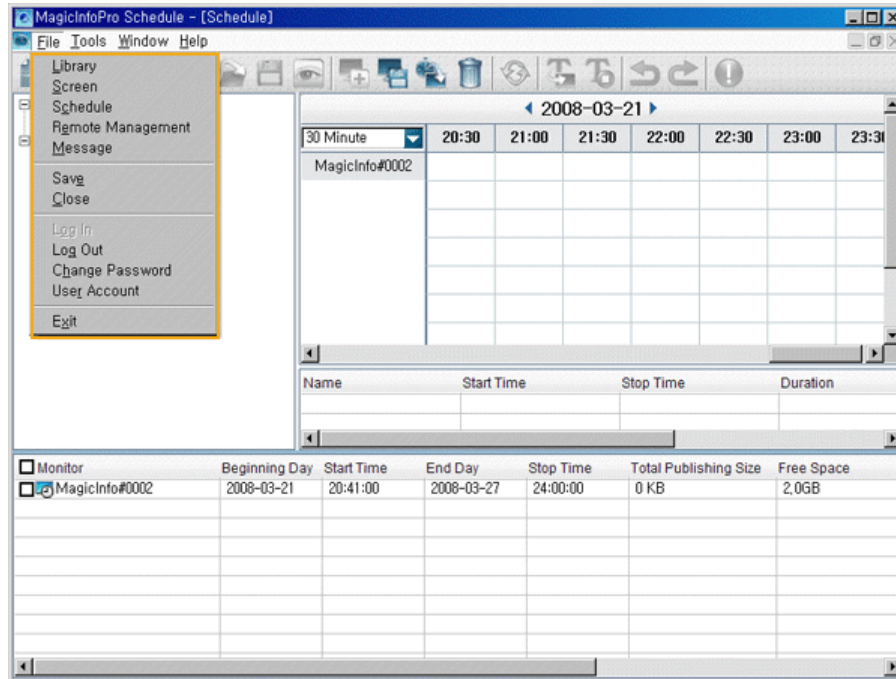 MagicInfoPro Schedule - [Schedule]
File Tools Window Help
Library
Screen
Schedule
Remote Management
Message
Save
Close
Log In
Log Out
Change Password
User Account
Exit
2008-03-21
30 Minute 20:30 21:00 21:30 22:00 22:30 23:00 23:30
MagicInfo#0002
Name Start Time Stop Time Duration
Monitor Beginning Day Start Time End Day Stop Time Total Publishing Size Free Space
MagicInfo#0002 2008-03-21 20:41:00 2008-03-27 24:00:00 0 KB 2,0GB